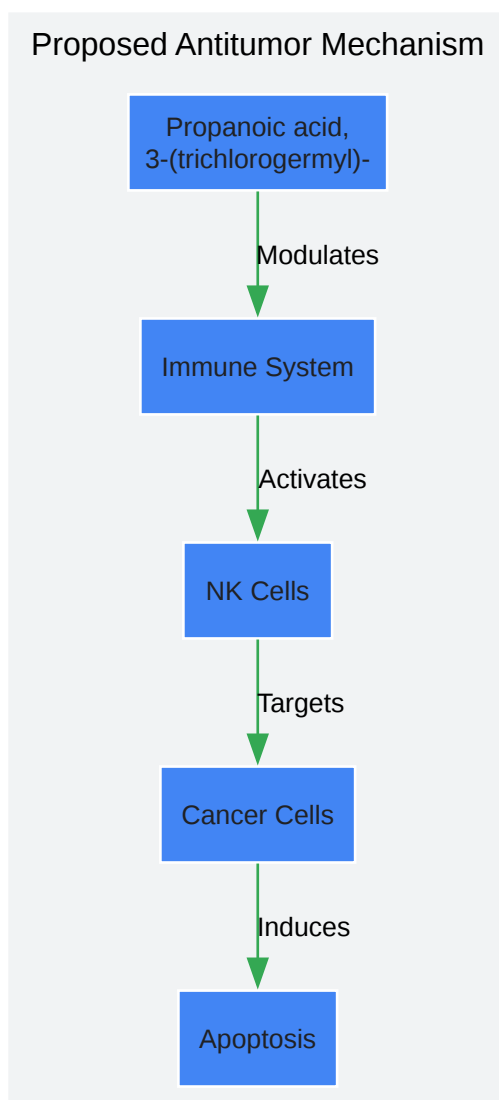 Proposed Antitumor Mechanism
Propanoic acid,
3-(trichlorogermyl)-
Modulates
Immune System
Activates
NK Cells
Targets
Cancer Cells
Induces
Apoptosis